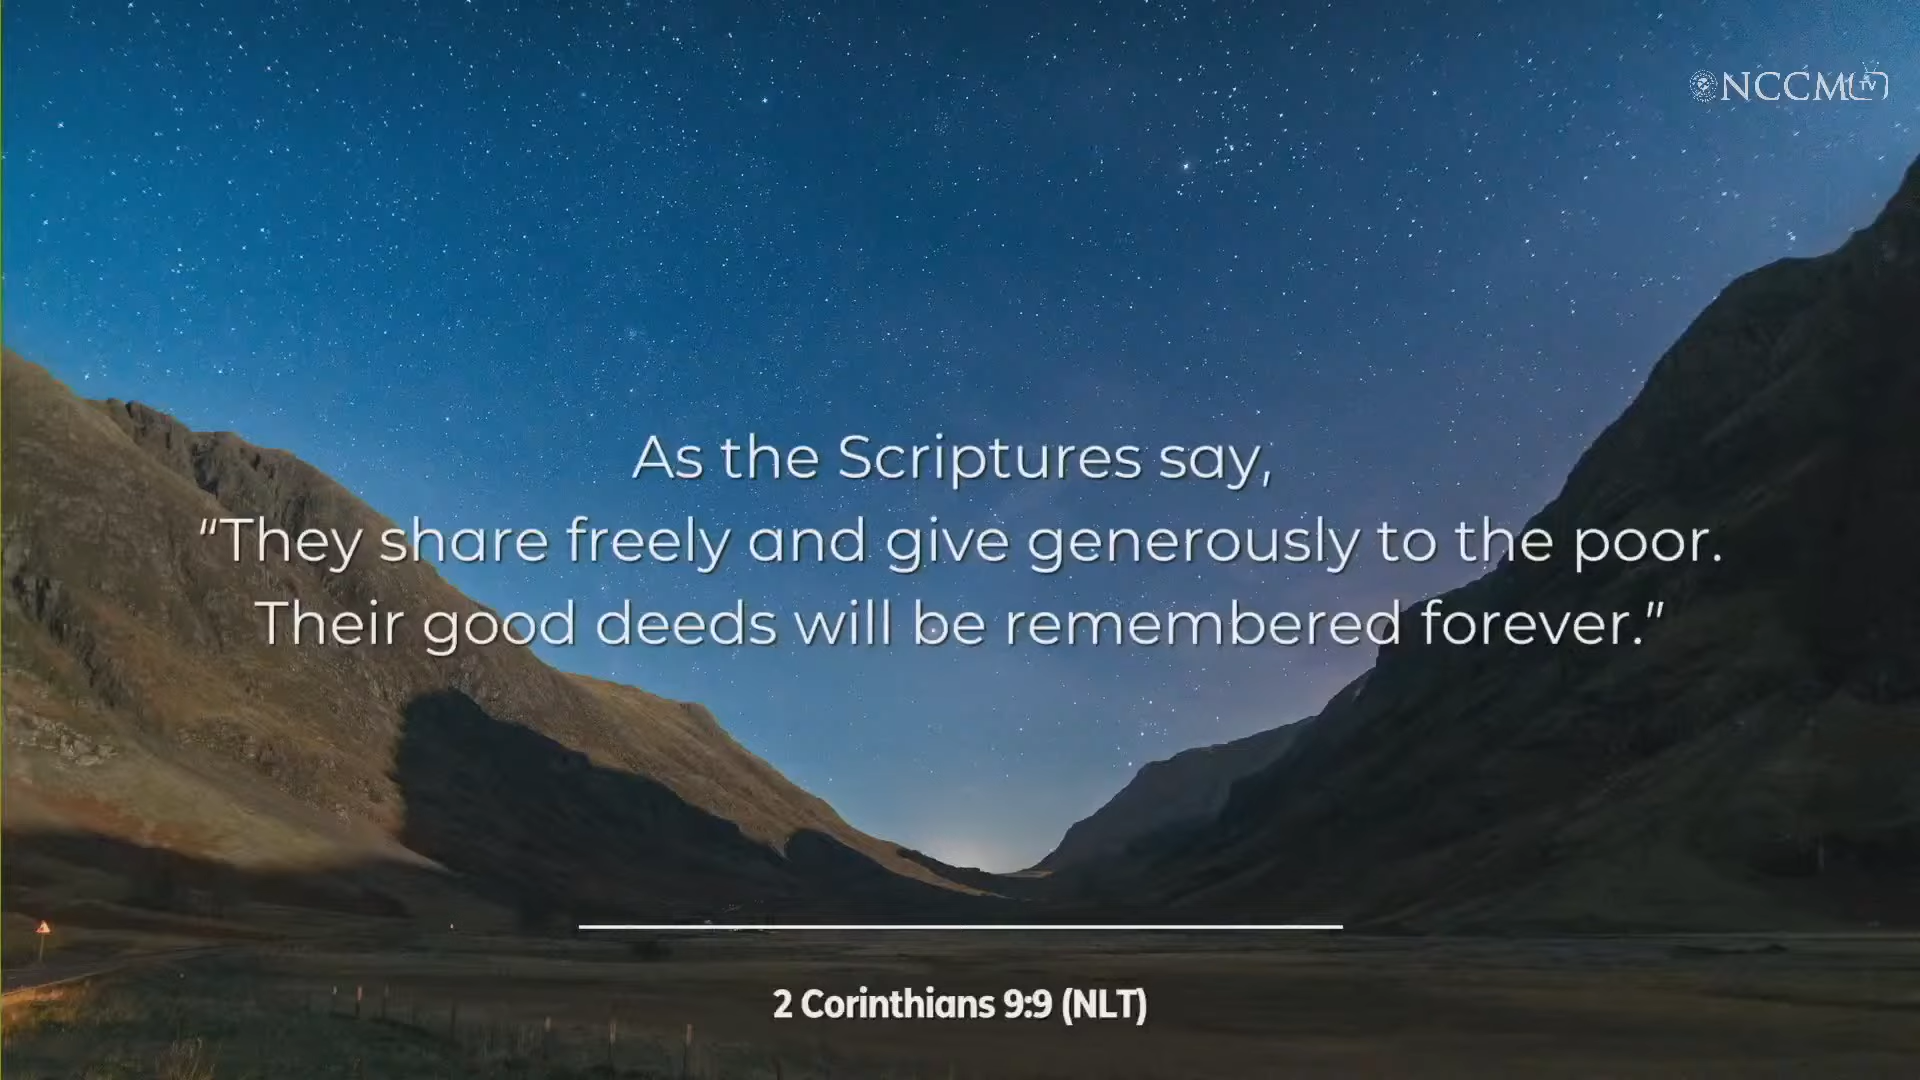 NCCM TV
As the Scriptures say,
"They share freely and give generously to the poor.
Their good deeds will be remembered forever."
2 Corinthians 9:9 (NLT)